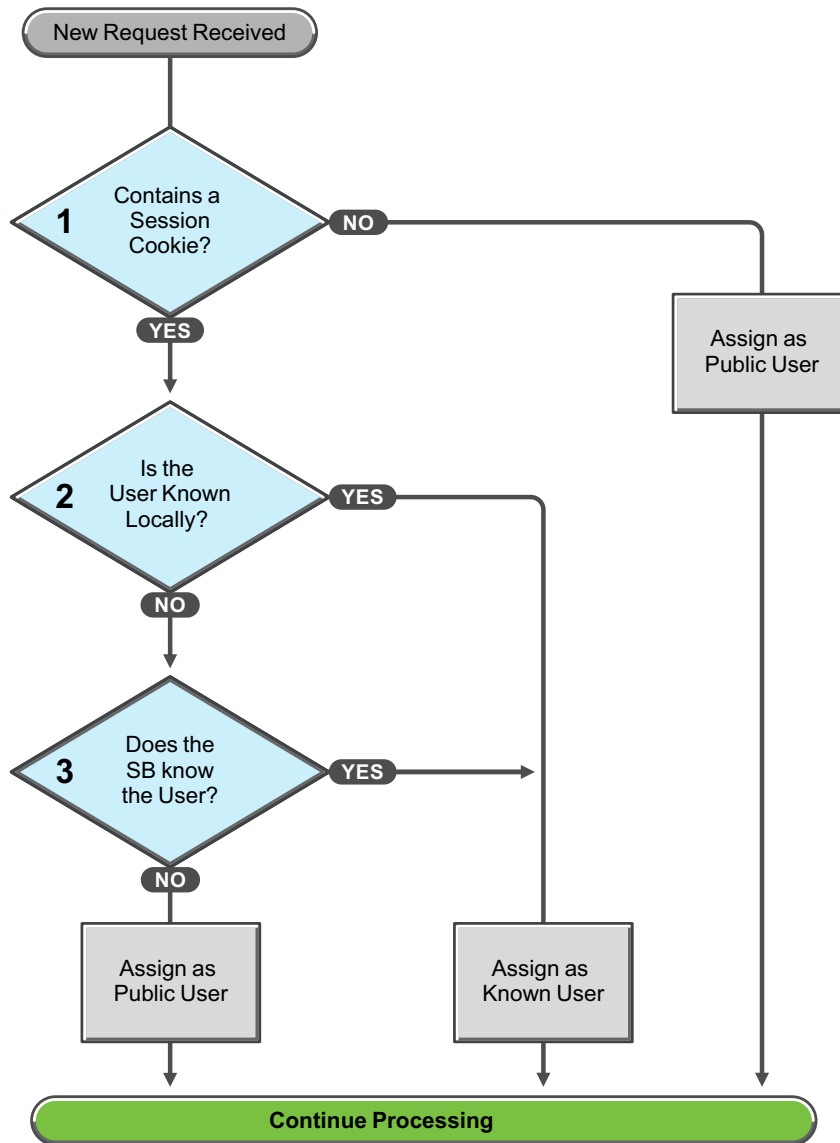 New Request Received
1
Contains a
Session
Cookie?
NO
YES
Assign as
Public User
2
Is the
User Known
Locally?
YES
NO
3
Does the
SB know
the User?
YES
NO
Assign as
Public User
Assign as
Known User
Continue Processing